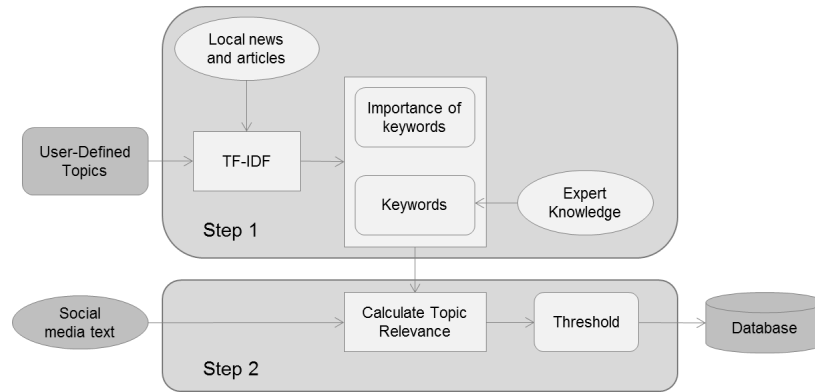 Local news
and articles
Importance of
keywords
User-Defined
Topics
TF-IDF
Keywords
Expert
Knowledge
Step 1
Social
media text
Calculate Topic
Relevance
Threshold
Database
Step 2